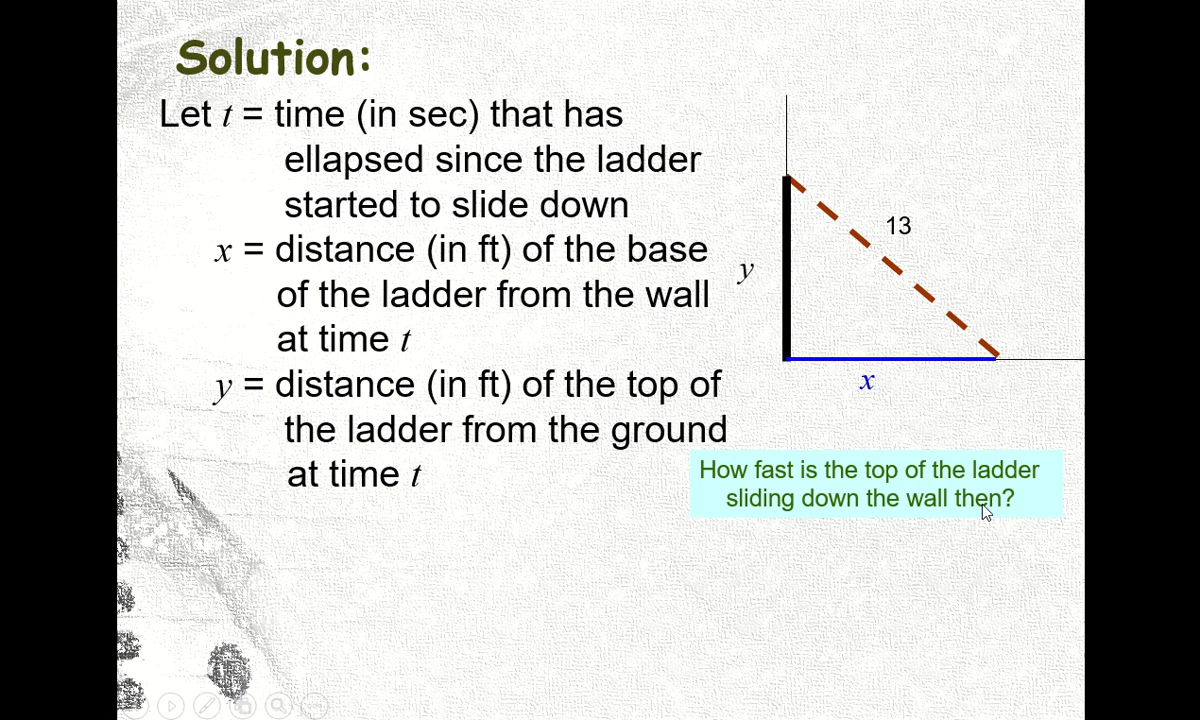 Solution:
Let t = time (in sec) that has
ellapsed since the ladder
started to slide down
x = distance (in ft) of the base
of the ladder from the wall
at time t
y = distance (in ft) of the top of
the ladder from the ground
at time t
13
y
x
How fast is the top of the ladder
sliding down the wall then?